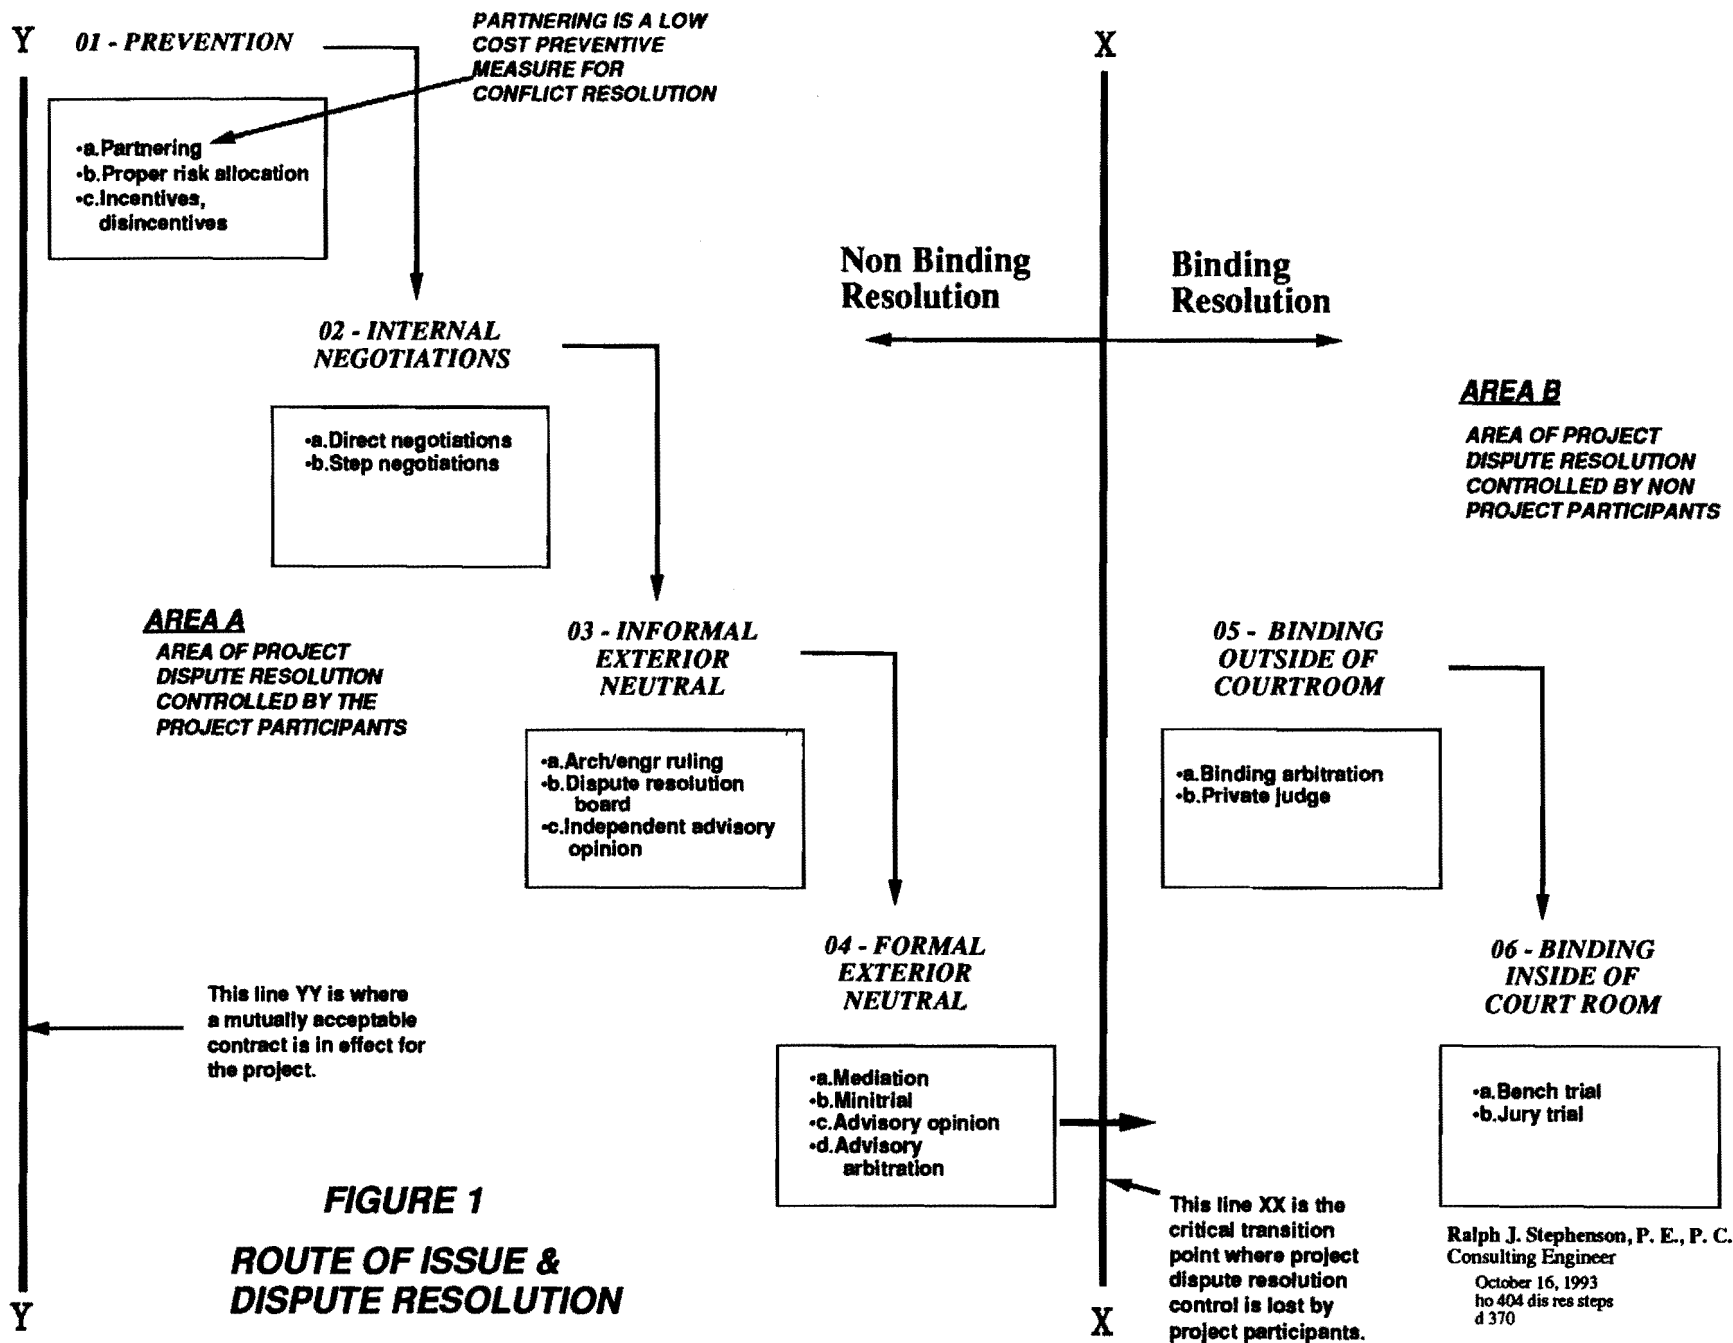 Y
01 - PREVENTION
PARTNERING IS A LOW
COST PREVENTIVE
MEASURE FOR
CONFLICT RESOLUTION
X
•a.Partnering
•b.Proper risk allocation
•c.Incentives,
disincentives
Non Binding
Resolution
Binding
Resolution
02 - INTERNAL
NEGOTIATIONS
•a.Direct negotiations
•b.Step negotiations
AREA B
AREA OF PROJECT
DISPUTE RESOLUTION
CONTROLLED BY NON
PROJECT PARTICIPANTS
AREA A
AREA OF PROJECT
DISPUTE RESOLUTION
CONTROLLED BY THE
PROJECT PARTICIPANTS
03 - INFORMAL
EXTERIOR
NEUTRAL
•a.Arch/engr ruling
•b.Dispute resolution
board
•c.Independent advisory
opinion
05 - BINDING
OUTSIDE OF
COURTROOM
•a.Binding arbitration
•b.Private judge
04 - FORMAL
EXTERIOR
NEUTRAL
•a.Mediation
•b.Minitrial
•c.Advisory opinion
•d.Advisory
arbitration
06 - BINDING
INSIDE OF
COURT ROOM
•a.Bench trial
•b.Jury trial
This line YY is where
a mutually acceptable
contract is in effect for
the project.
This line XX is the
critical transition
point where project
dispute resolution
control is lost by
project participants.
FIGURE 1
ROUTE OF ISSUE &
DISPUTE RESOLUTION
Ralph J. Stephenson, P. E., P. C.
Consulting Engineer
October 16, 1993
ho 404 dis res steps
d 370
Y
X